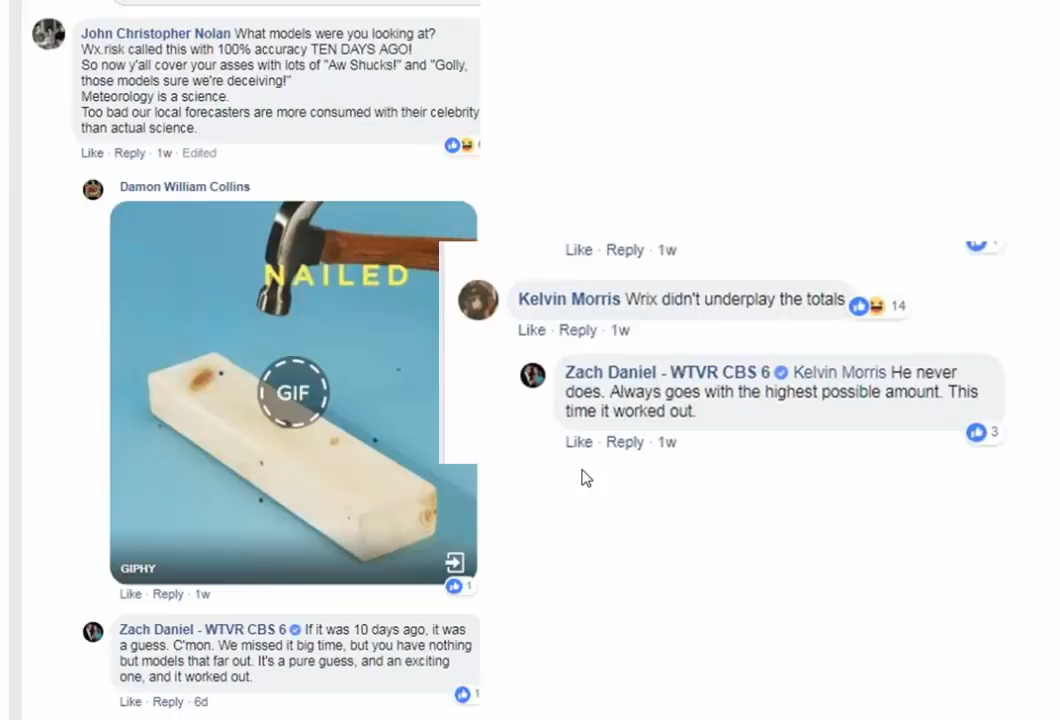 John Christopher Nolan What models were you looking at?
Wx.risk called this with 100% accuracy TEN DAYS AGO!
So now y'all cover your asses with lots of "Aw Shucks!" and "Golly,
those models sure we're deceiving!"
Meteorology is a science.
Too bad our local forecasters are more consumed with their celebrity
than actual science.
Like · Reply · 1w · Edited
Damon William Collins
NAILED
GIF
GIPHY
1
Like · Reply · 1w
Zach Daniel - WTVR CBS 6 If it was 10 days ago, it was
a guess. C'mon. We missed it big time, but you have nothing
but models that far out. It's a pure guess, and an exciting
one, and it worked out.
1
Like · Reply · 6d
Like · Reply · 1w
Kelvin Morris Wrix didn't underplay the totals
14
Like · Reply · 1w
Zach Daniel - WTVR CBS 6 Kelvin Morris He never
does. Always goes with the highest possible amount. This
time it worked out.
3
Like · Reply · 1w